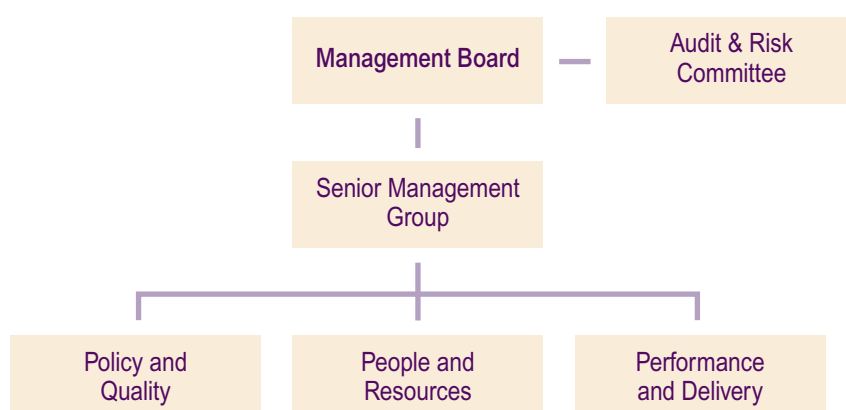 Management Board
Audit & Risk
Committee
Senior Management
Group
Policy and
Quality
People and
Resources
Performance
and Delivery